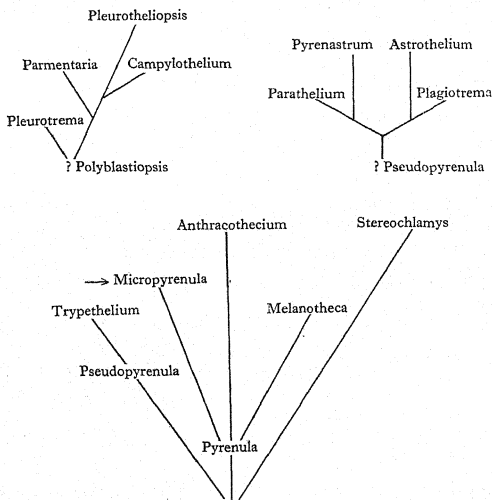 Pleurotheliopsis
Parmentaria
Campylothelium
Pleurotrema
? Polyblastiopsis
Pyrenastrum
Astrothelium
Parathelium
Plagiotrema
? Pseudopyrenula
Anthracothecium
Stereochlamys
→ Micropyrenula
Trypethelium
Melanotheca
Pseudopyrenula
Pyrenula